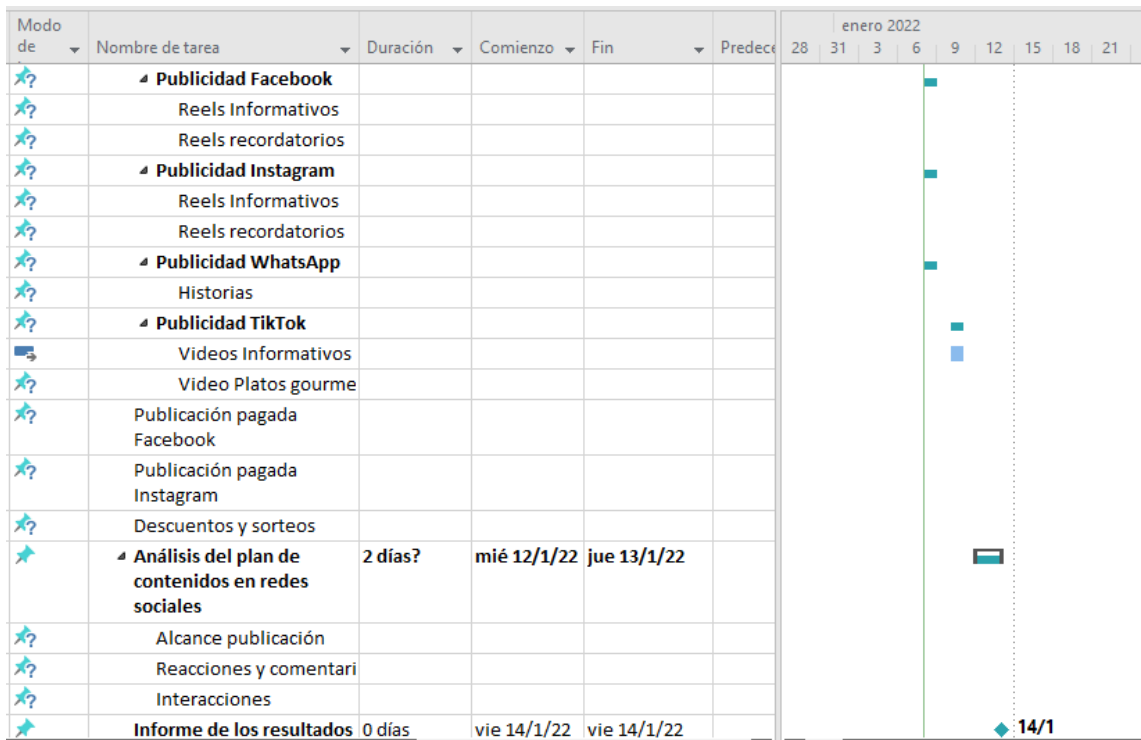 Modo de Nombre de tarea Duración Comienzo Fin Predece
enero 2022
28 31 3 6 9 12 15 18 21
Publicidad Facebook
Reels Informativos
Reels recordatorios
Publicidad Instagram
Reels Informativos
Reels recordatorios
Publicidad WhatsApp
Historias
Publicidad TikTok
Videos Informativos
Video Platos gourme
Publicación pagada
Facebook
Publicación pagada
Instagram
Descuentos y sorteos
Análisis del plan de 2 días? mié 12/1/22 jue 13/1/22
contenidos en redes
sociales
Alcance publicación
Reacciones y comentari
Interacciones
Informe de los resultados 0 días vie 14/1/22 vie 14/1/22 14/1